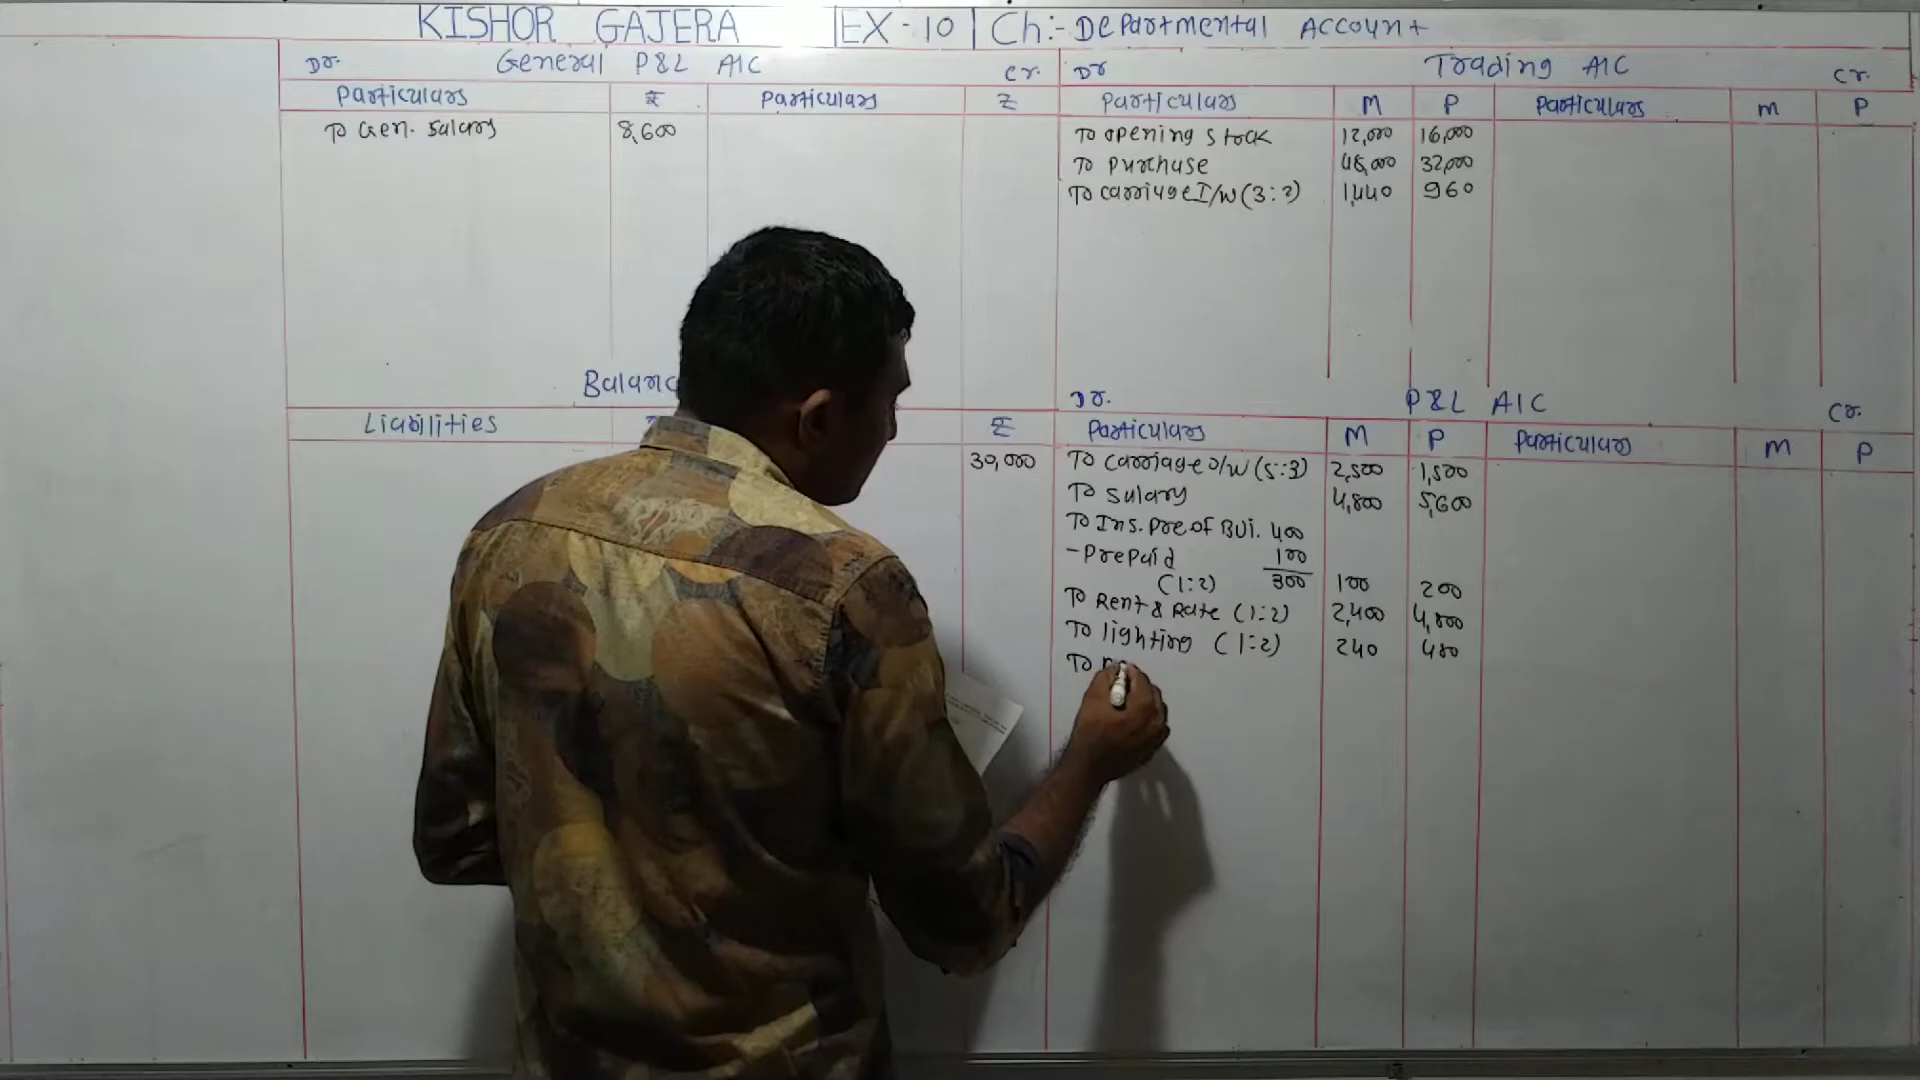 KISHOR GAJERA | EX-10 | Ch:- Departmental Account
Dr. General P&L A/C Cr.
Particulars ₹ Particulars ₹
To Gen. Salary 8,600
Dr Trading A/C Cr.
Particulars M P Particulars M P
To opening stock 12,000 16,000
To purchase 48,000 32,000
To carriage I/W (3:2) 1,440 960
Liabilities ₹
30,000
Dr. P&L A/C Cr.
Particulars M P Particulars M P
To carriage O/W (5:3) 2,500 1,500
To salary 4,800 5,600
To Ins. Pre of Bui. 400
- Prepaid 100
(1:2) 300 100 200
To Rent & Rate (1:2) 2,400 4,800
To lighting (1:2) 240 480
To